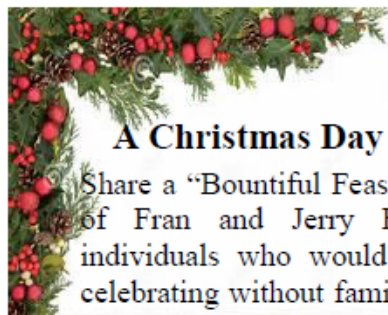 A Christmas Day
Share a “Bountiful Feas
of Fran and Jerry
individuals who would
celebrating without fami